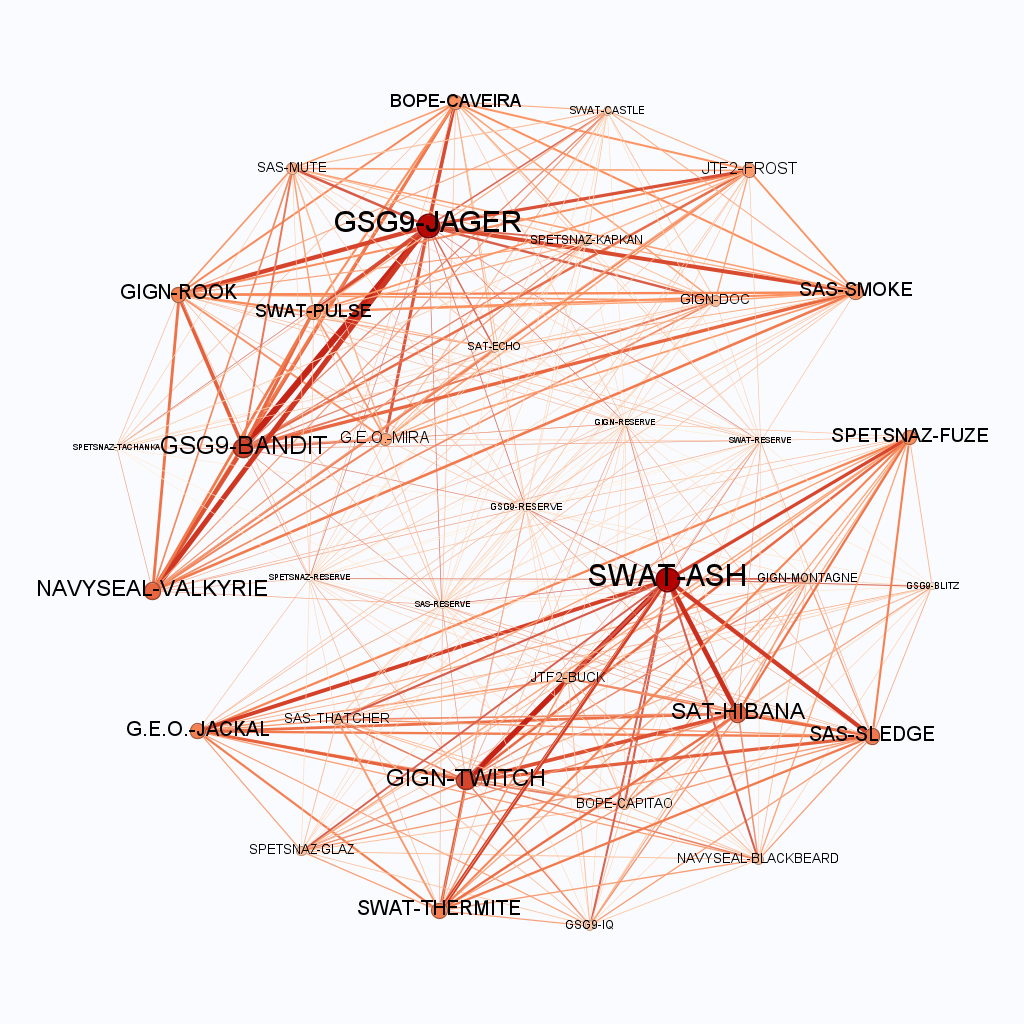 BOPE-CAVEIRA
SWAT-CASTLE
SAS-MUTE
JTF2-FROST
GSG9-JAGER
SPETSNAZ-KAPKAN
GIGN-ROOK
SAS-SMOKE
GIGN-DOC
SWAT-PULSE
SAT-ECHO
GIGN-RESERVE
SPETSNAZ-FUZE
G.E.O.-MIRA
SWAT-RESERVE
SPETSNAZ-TACHANKA
GSG9-BANDIT
GSG9-RESERVE
SWAT-ASH
GIGN-MONTAGNE
SPETSNAZ-RESERVE
GSG9-BLITZ
NAVYSEAL-VALKYRIE
SAS-RESERVE
JTF2-BUCK
SAT-HIBANA
SAS-THATCHER
G.E.O.-JACKAL
SAS-SLEDGE
GIGN-TWITCH
BOPE-CAPITAO
SPETSNAZ-GLAZ
NAVYSEAL-BLACKBEARD
SWAT-THERMITE
GSG9-IQ